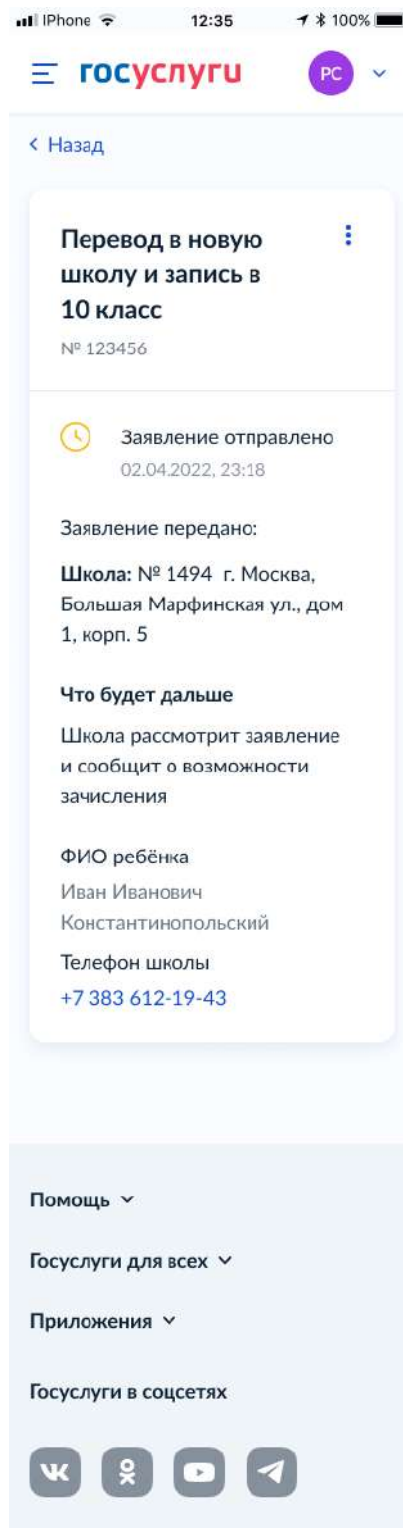 IPhone 12:35 100%
госуслуги РС
Назад
Перевод в новую
школу и запись в
10 класс
№ 123456
Заявление отправлено
02.04.2022, 23:18
Заявление передано:
Школа: № 1494 г. Москва,
Большая Марфинская ул., дом
1, корп. 5
Что будет дальше
Школа рассмотрит заявление
и сообщит о возможности
зачисления
ФИО ребёнка
Иван Иванович
Константинопольский
Телефон школы
+7 383 612-19-43
Помощь
Госуслуги для всех
Приложения
Госуслуги в соцсетях